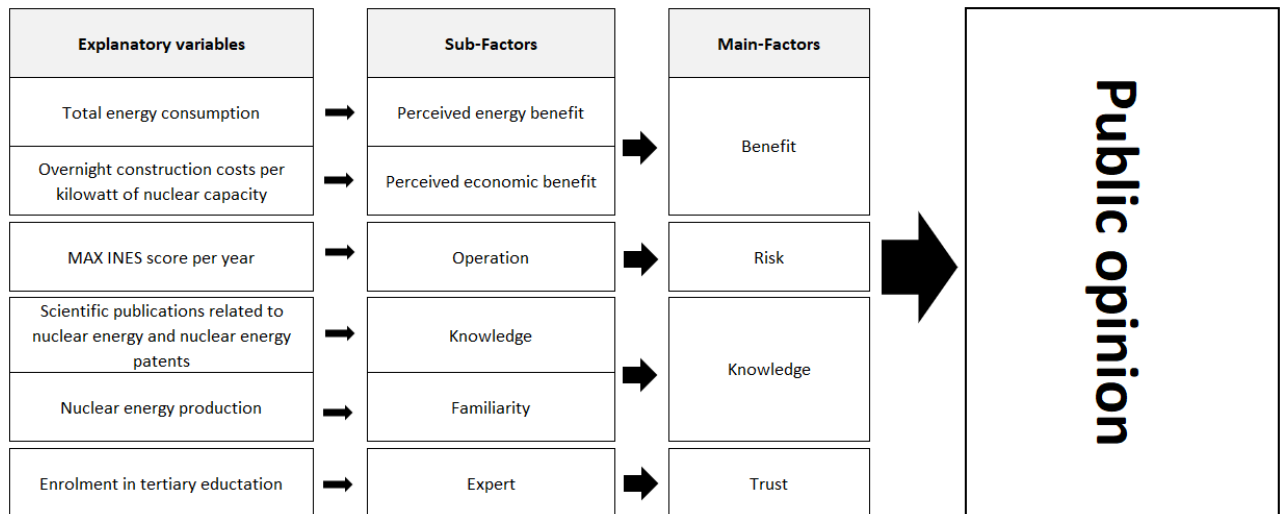 Explanatory variables
Sub-Factors
Main-Factors
Total energy consumption
Perceived energy benefit
Benefit
Overnight construction costs per
kilowatt of nuclear capacity
Perceived economic benefit
MAX INES score per year
Operation
Risk
Scientific publications related to
nuclear energy and nuclear energy
patents
Knowledge
Knowledge
Nuclear energy production
Familiarity
Enrolment in tertiary eductation
Expert
Trust
Public opinion